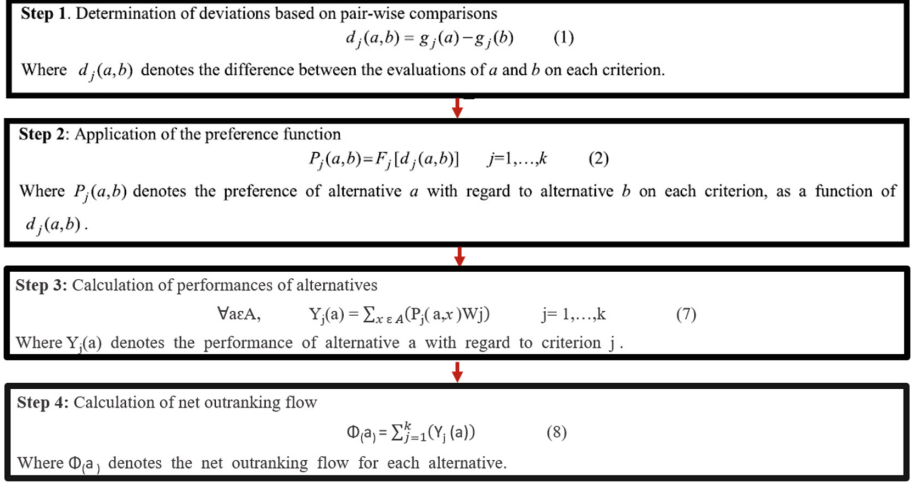 Step 1. Determination of deviations based on pair-wise comparisons
d_j(a,b) = g_j(a)−g_j(b) (1)
Where d_j(a,b) denotes the difference between the evaluations of a and b on each criterion.
Step 2: Application of the preference function
P_j(a,b)=F_j[d_j(a,b)] j=1,...,k (2)
Where P_j(a,b) denotes the preference of alternative a with regard to alternative b on each criterion, as a function of
d_j(a,b).
Step 3: Calculation of performances of alternatives
∀aεA, Y_j(a) = ∑_{x ε A}(P_j( a,x )Wj) j= 1,...,k (7)
Where Y_j(a) denotes the performance of alternative a with regard to criterion j .
Step 4: Calculation of net outranking flow
Φ(a) = ∑_{j=1}^{k}(Y_j (a)) (8)
Where Φ(a) denotes the net outranking flow for each alternative.